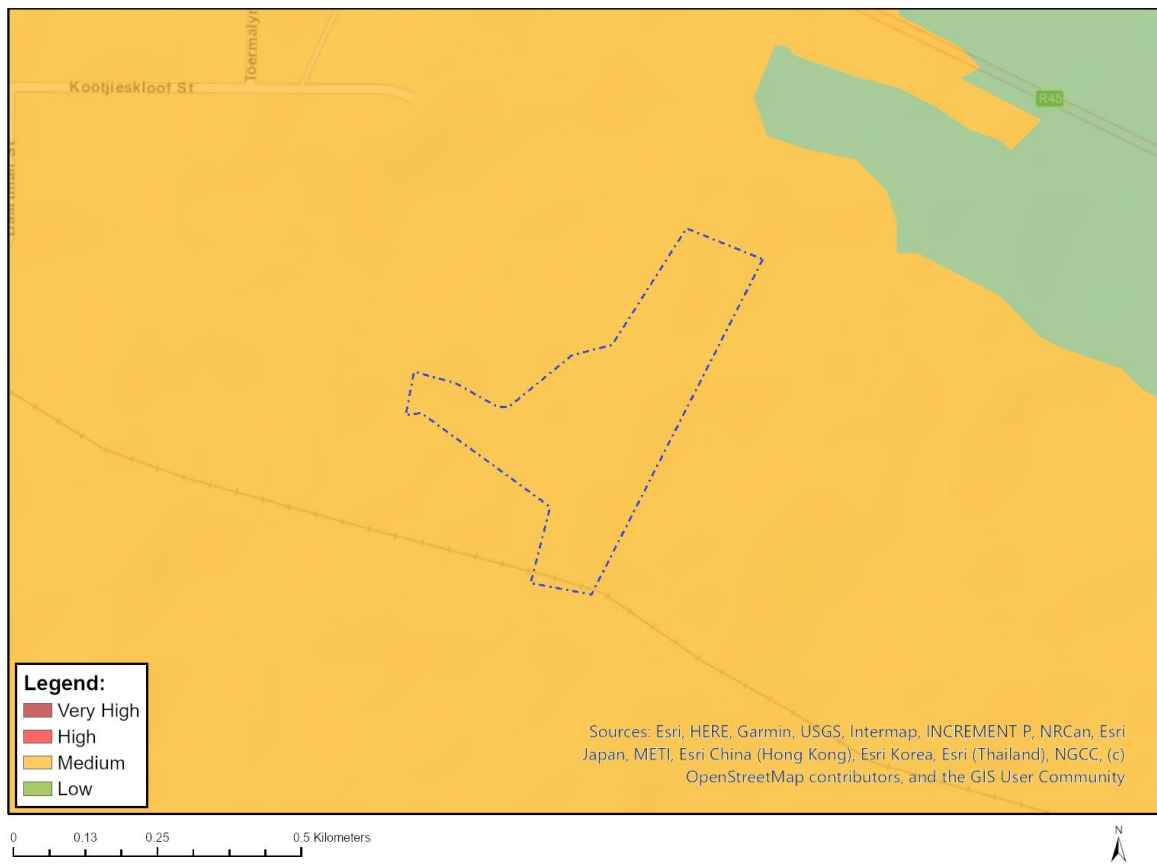 Toermalyn
Kootjieskloof St
R45
Legend:
Very High
High
Medium
Low
Sources: Esri, HERE, Garmin, USGS, Intermap, INCREMENT P, NRCan, Esri
Japan, METI, Esri China (Hong Kong), Esri Korea, Esri (Thailand), NGCC, (c)
OpenStreetMap contributors, and the GIS User Community
0 0.13 0.25 0.5 Kilometers
N